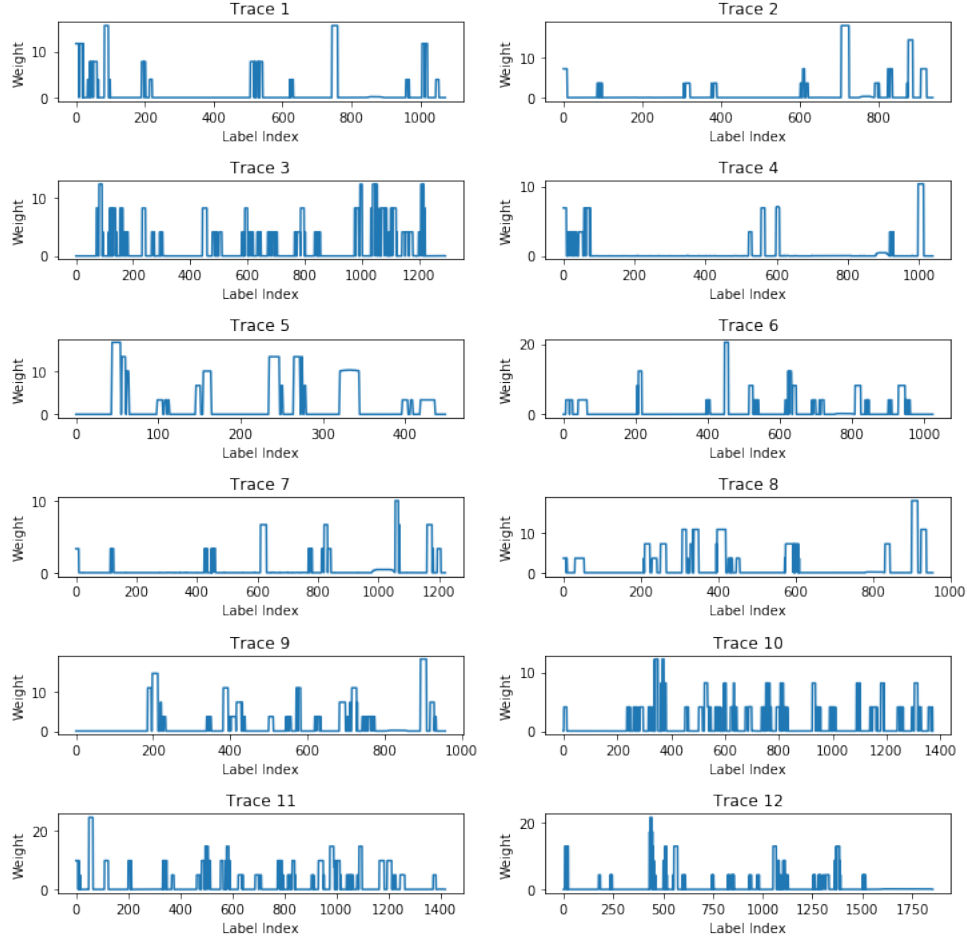 Trace 1 Trace 2
Weight 10 0 Weight 10 0
0 200 400 600 800 1000 0 200 400 600 800
Label Index Label Index
Trace 3 Trace 4
Weight 10 0 Weight 10 5 0
0 200 400 600 800 1000 1200 0 200 400 600 800 1000
Label Index Label Index
Trace 5 Trace 6
Weight 10 0 Weight 20 10 0
0 100 200 300 400 0 200 400 600 800 1000
Label Index Label Index
Trace 7 Trace 8
Weight 10 5 0 Weight 10 0
0 200 400 600 800 1000 1200 0 200 400 600 800 1000
Label Index Label Index
Trace 9 Trace 10
Weight 10 0 Weight 10 5 0
0 200 400 600 800 1000 0 200 400 600 800 1000 1200 1400
Label Index Label Index
Trace 11 Trace 12
Weight 20 0 Weight 20 10 0
0 200 400 600 800 1000 1200 1400 0 250 500 750 1000 1250 1500 1750
Label Index Label Index